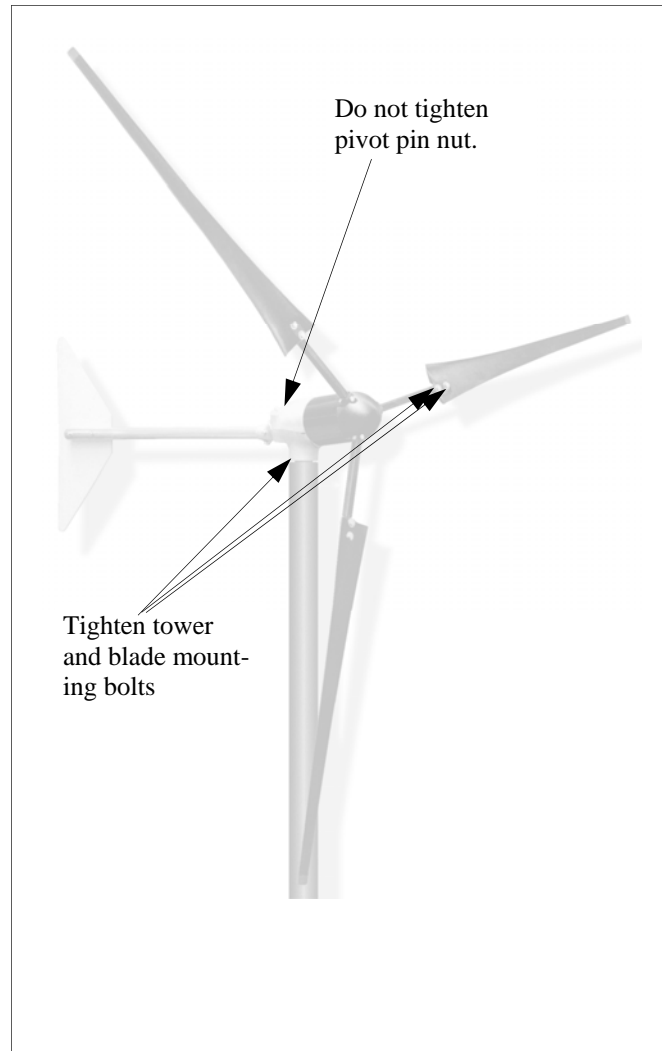 Do not tighten
pivot pin nut.
Tighten tower
and blade mount-
ing bolts